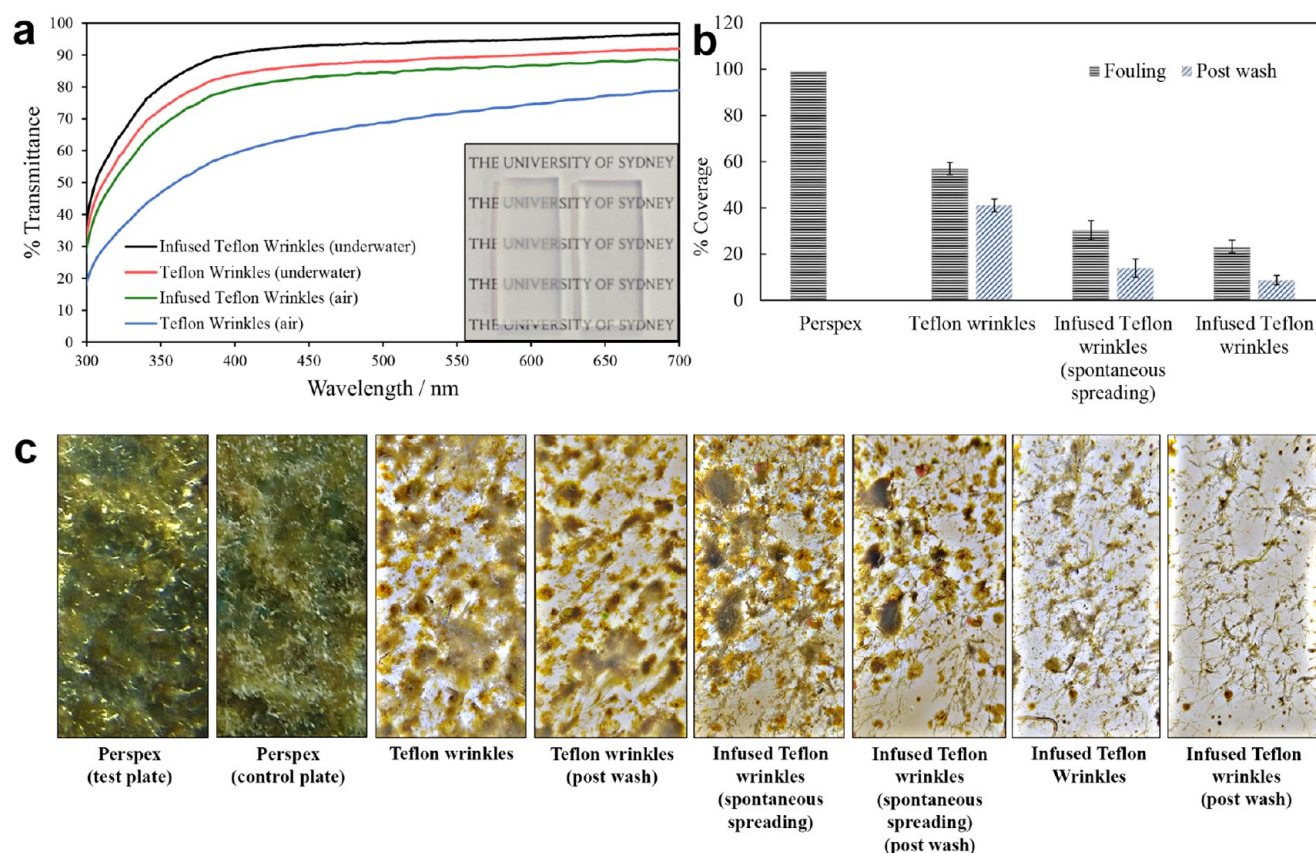 a
100
90
80
70
60
50
40
30
20
10
0
% Transmittance
300
350
400
450
500
550
600
650
700
Wavelength / nm
Infused Teflon Wrinkles (underwater)
Teflon Wrinkles (underwater)
Infused Teflon Wrinkles (air)
Teflon Wrinkles (air)
THE UNIVERSITY OF SYDNEY
THE UNIVERSITY OF SYDNEY
THE UNIVERSITY OF SYDNEY
THE UNIVERSITY OF SYDNEY
THE UNIVERSITY OF SYDNEY
b
120
100
80
60
40
20
0
% Coverage
Fouling
Post wash
Perspex
Teflon wrinkles
Infused Teflon
wrinkles
(spontaneous
spreading)
Infused Teflon
wrinkles
c
Perspex
(test plate)
Perspex
(control plate)
Teflon wrinkles
Teflon wrinkles
(post wash)
Infused Teflon
wrinkles
(spontaneous
spreading)
Infused Teflon
wrinkles
(spontaneous
spreading)
(post wash)
Infused Teflon
Wrinkles
Infused Teflon
wrinkles
(post wash)